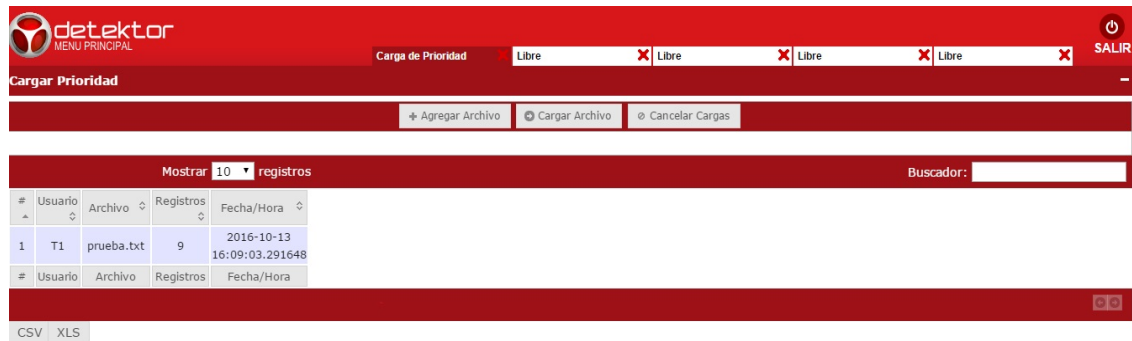 detektor
MENU PRINCIPAL
SALIR
Carga de Prioridad Libre Libre Libre Libre
Cargar Prioridad
Agregar Archivo Cargar Archivo Cancelar Cargas
Mostrar 10 registros Buscador:
# Usuario Archivo Registros Fecha/Hora
1 T1 prueba.txt 9 2016-10-13 16:09:03.291648
# Usuario Archivo Registros Fecha/Hora
CSV XLS